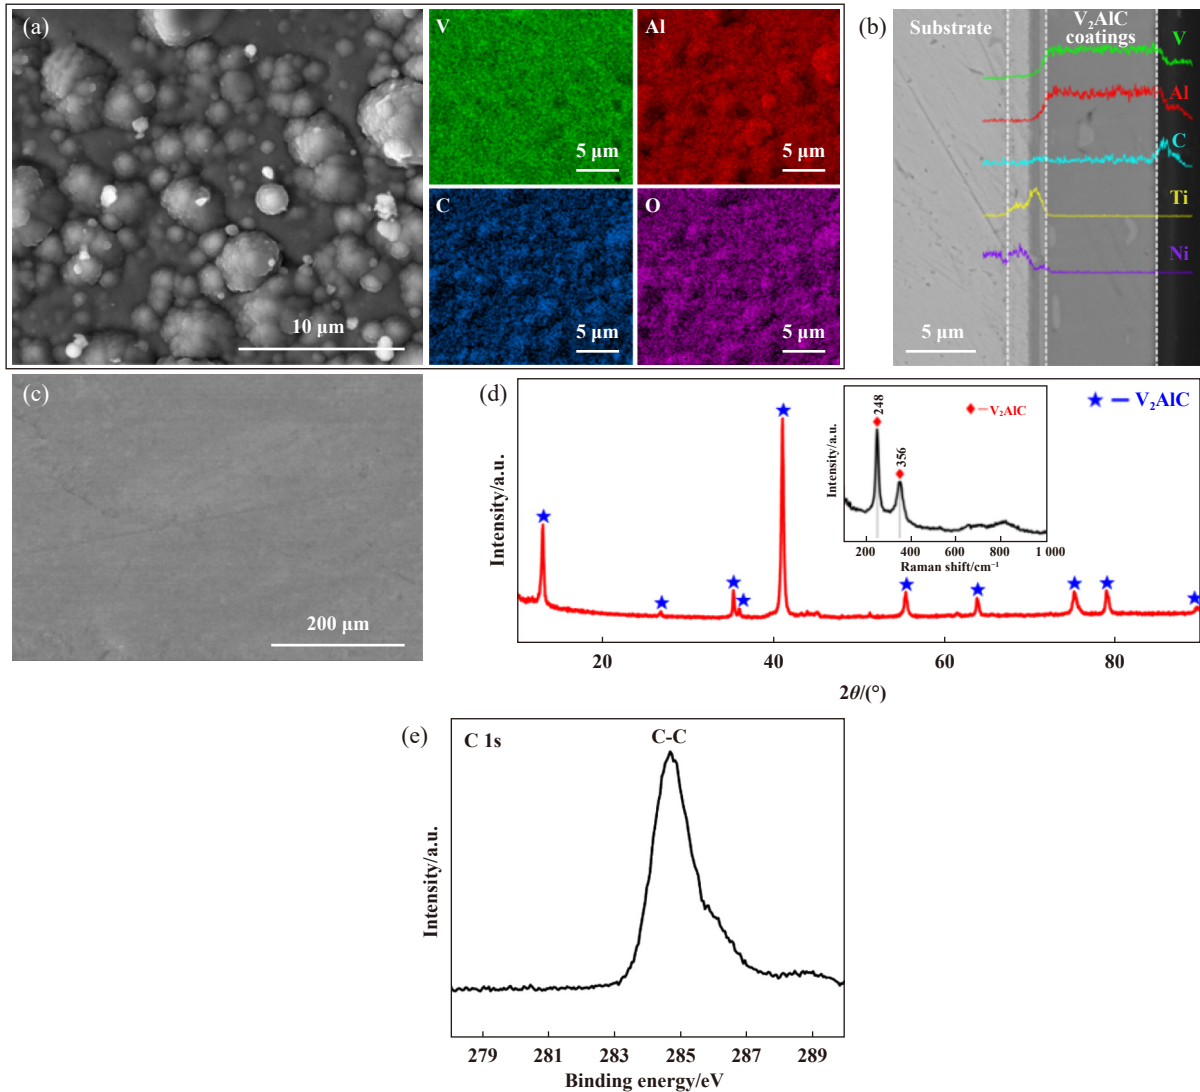 (a)
10 μm
V
5 μm
Al
5 μm
C
5 μm
O
5 μm
(b)
Substrate
V₂AlC
coatings
V
Al
C
Ti
Ni
5 μm
(c)
200 μm
(d)
Intensity/a.u.
20
40
60
80
2θ/(°)
★ — V₂AlC
Intensity/a.u.
248
356
♦ — V₂AlC
200
400
600
800
1 000
Raman shift/cm⁻¹
(e)
C 1s
C-C
Intensity/a.u.
279
281
283
285
287
289
Binding energy/eV